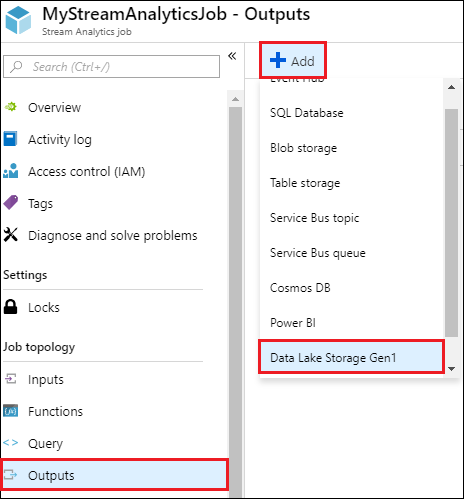 MyStreamAnalyticsJob - Outputs
Stream Analytics job
Search (Ctrl+/)
«
Overview
Activity log
Access control (IAM)
Tags
Diagnose and solve problems
Settings
Locks
Job topology
Inputs
Functions
<> Query
Outputs
+ Add
Event Hub
SQL Database
Blob storage
Table storage
Service Bus topic
Service Bus queue
Cosmos DB
Power BI
Data Lake Storage Gen1